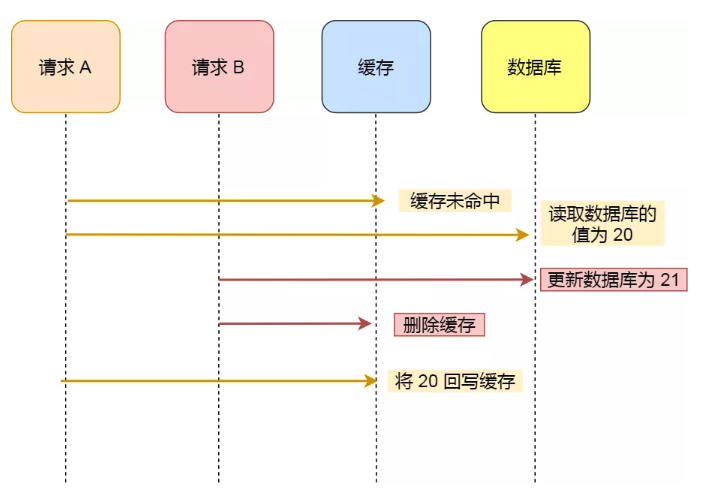 请求 A
请求 B
缓存
数据库
缓存未命中
读取数据库的
值为 20
更新数据库为 21
删除缓存
将 20 回写缓存